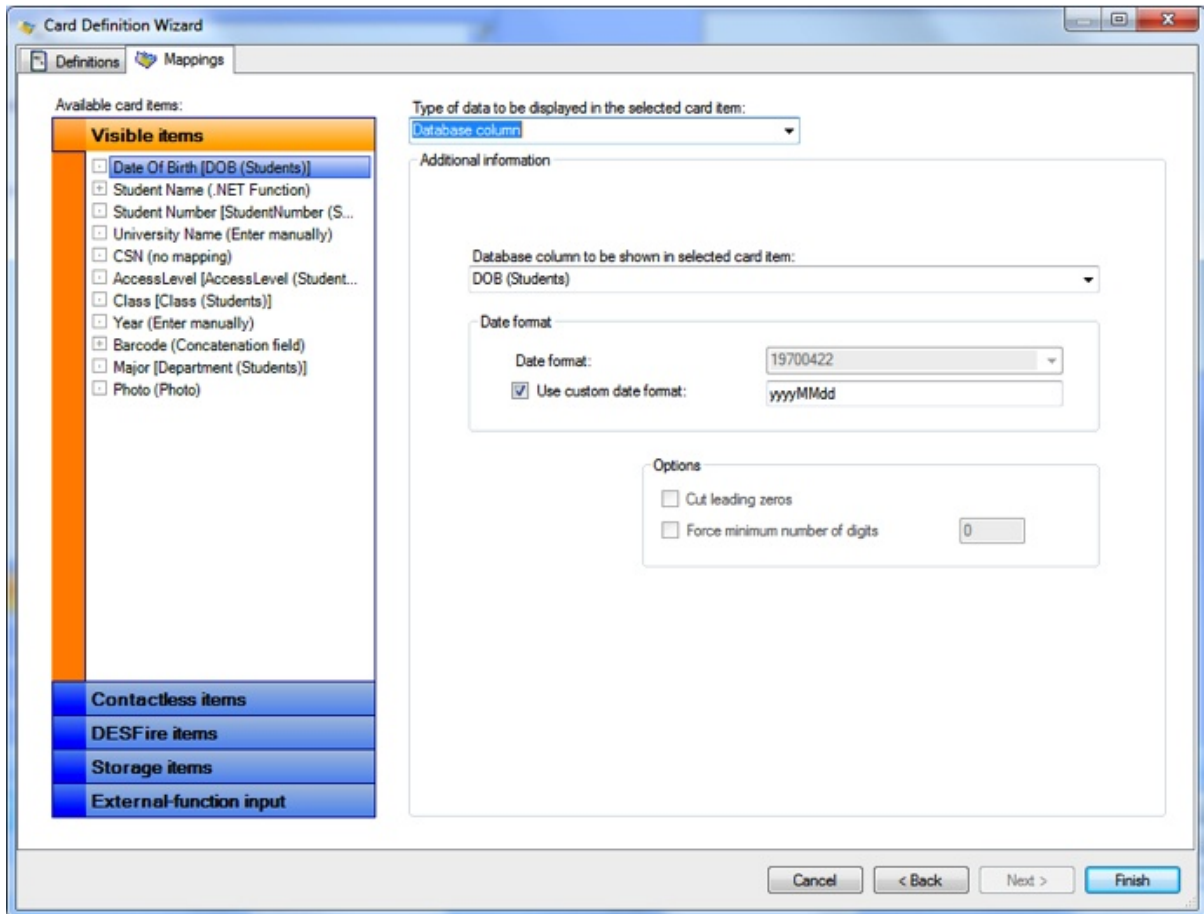 Card Definition Wizard
Definitions
Mappings
Available card items:
Visible items
Date Of Birth [DOB (Students)]
Student Name (.NET Function)
Student Number [StudentNumber (S...
University Name (Enter manually)
CSN (no mapping)
AccessLevel [AccessLevel (Student...
Class [Class (Students)]
Year (Enter manually)
Barcode (Concatenation field)
Major [Department (Students)]
Photo (Photo)
Contactless items
DESFire items
Storage items
External-function input
Type of data to be displayed in the selected card item:
Database column
Additional information
Database column to be shown in selected card item:
DOB (Students)
Date format
Date format:
19700422
Use custom date format:
yyyyMMdd
Options
Cut leading zeros
Force minimum number of digits
0
Cancel
< Back
Next >
Finish